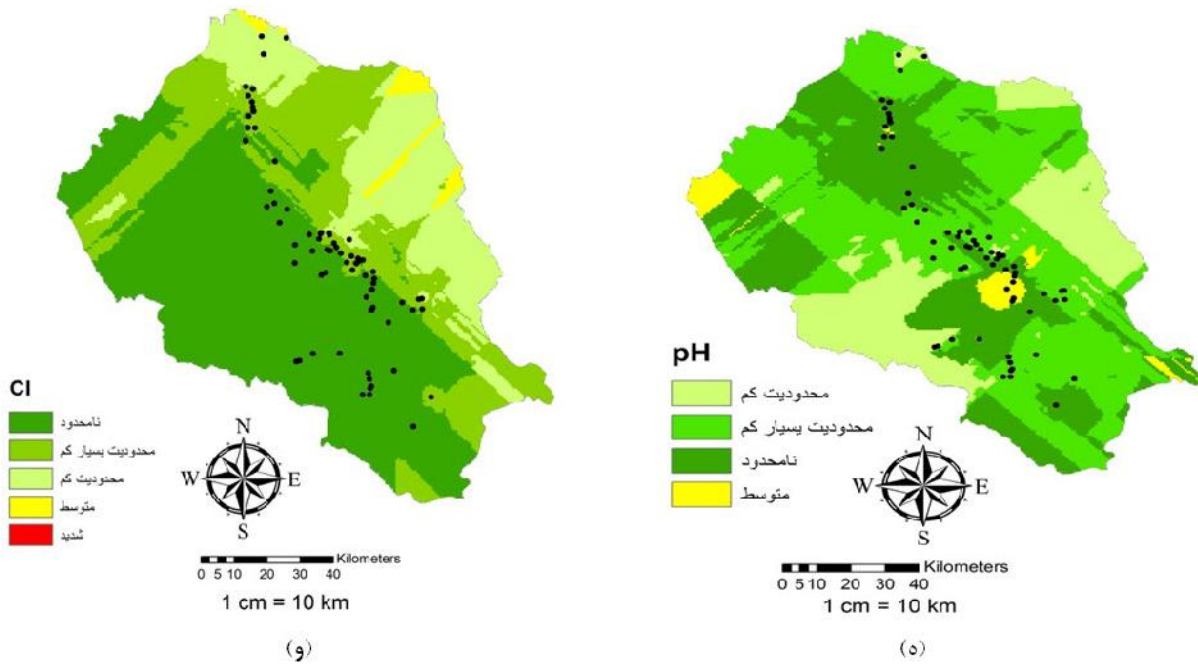 Cl
نامحدود
محدودیت بسیار کم
محدودیت کم
متوسط
شدید
N
W
E
S
Kilometers
0 5 10 20 30 40
1 cm = 10 km
(و)
pH
محدودیت کم
محدودیت بسیار کم
نامحدود
متوسط
N
W
E
S
Kilometers
0 5 10 20 30 40
1 cm = 10 km
(ه)